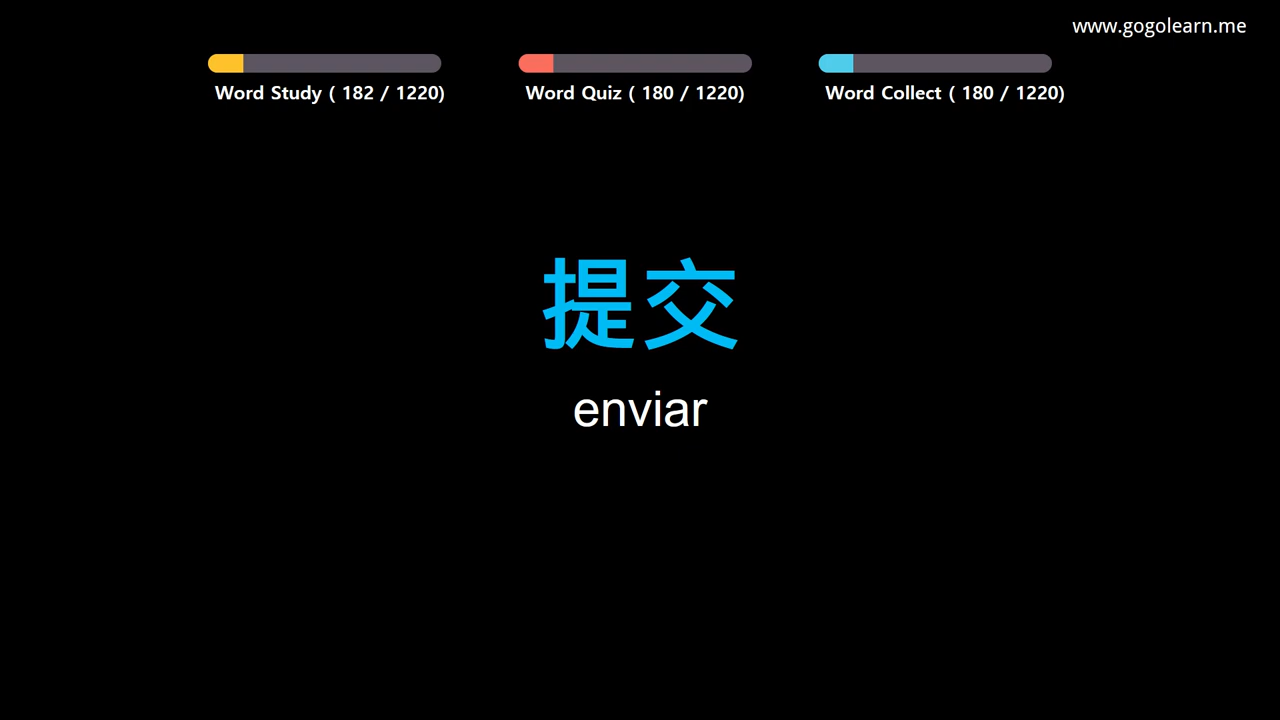 www.gogolearn.me
Word Study ( 182 / 1220)
Word Quiz ( 180 / 1220)
Word Collect ( 180 / 1220)
提交
enviar